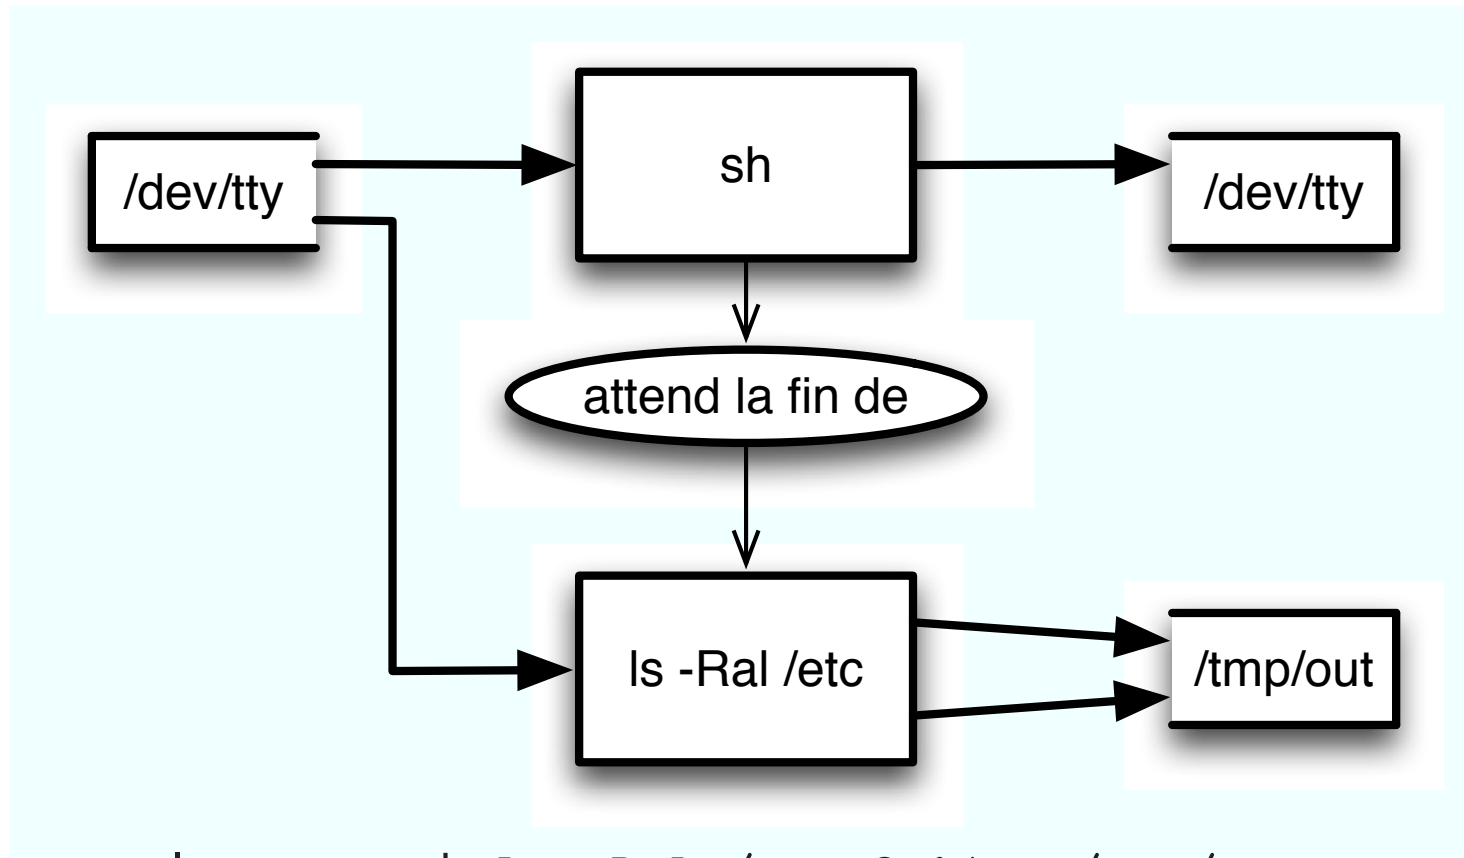 /dev/tty
sh
/dev/tty
attend la fin de
ls -Ral /etc
/tmp/out